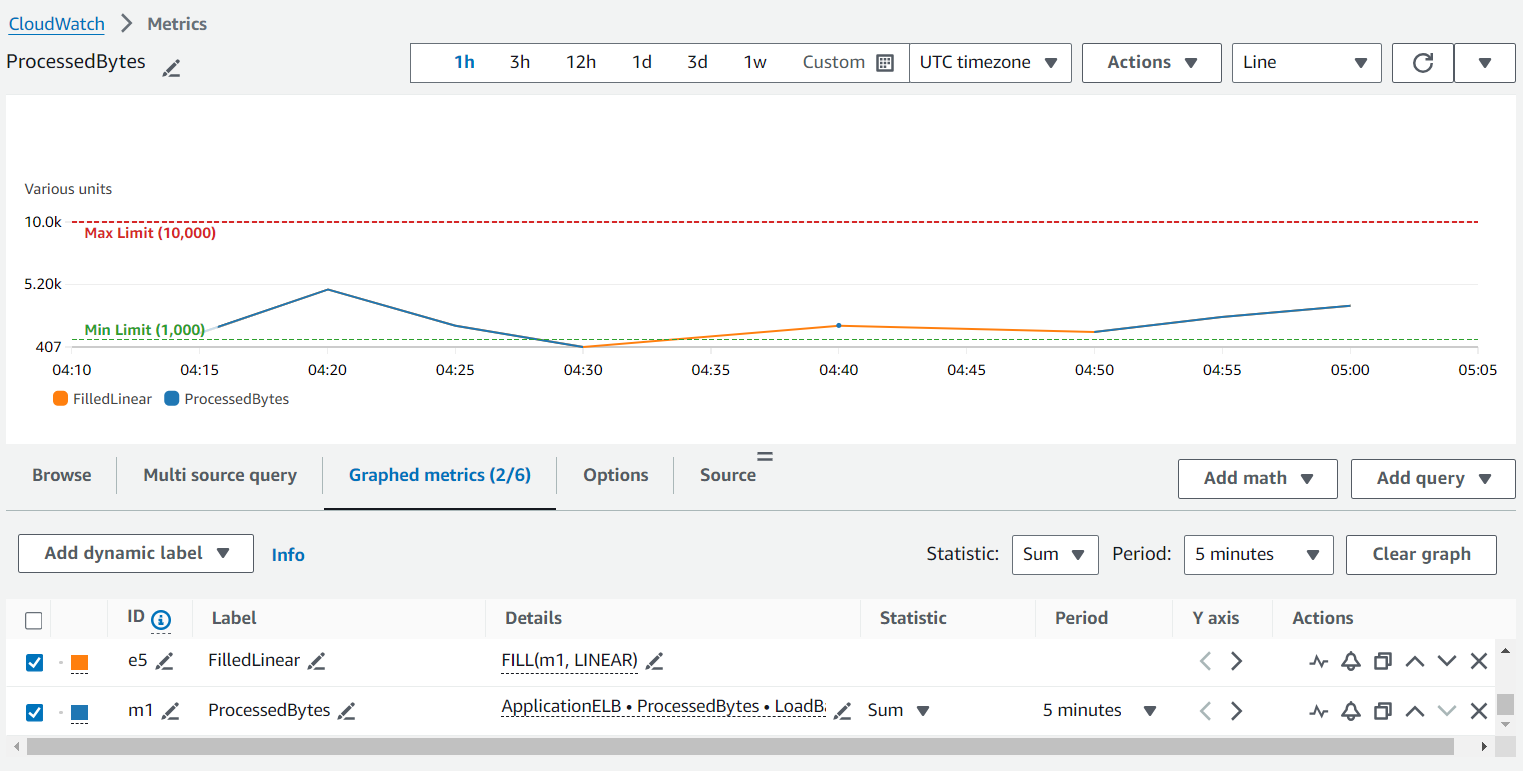 CloudWatch > Metrics
ProcessedBytes
1h 3h 12h 1d 3d 1w Custom UTC timezone Actions Line
Various units
10.0k
Max Limit (10,000)
5.20k
Min Limit (1,000)
407
04:10 04:15 04:20 04:25 04:30 04:35 04:40 04:45 04:50 04:55 05:00 05:05
FilledLinear ProcessedBytes
Browse Multi source query Graphed metrics (2/6) Options Source Add math Add query
Add dynamic label Info Statistic: Sum Period: 5 minutes Clear graph
ID Label Details Statistic Period Y axis Actions
e5 FilledLinear FILL(m1, LINEAR)
m1 ProcessedBytes ApplicationELB • ProcessedBytes • LoadBa Sum 5 minutes